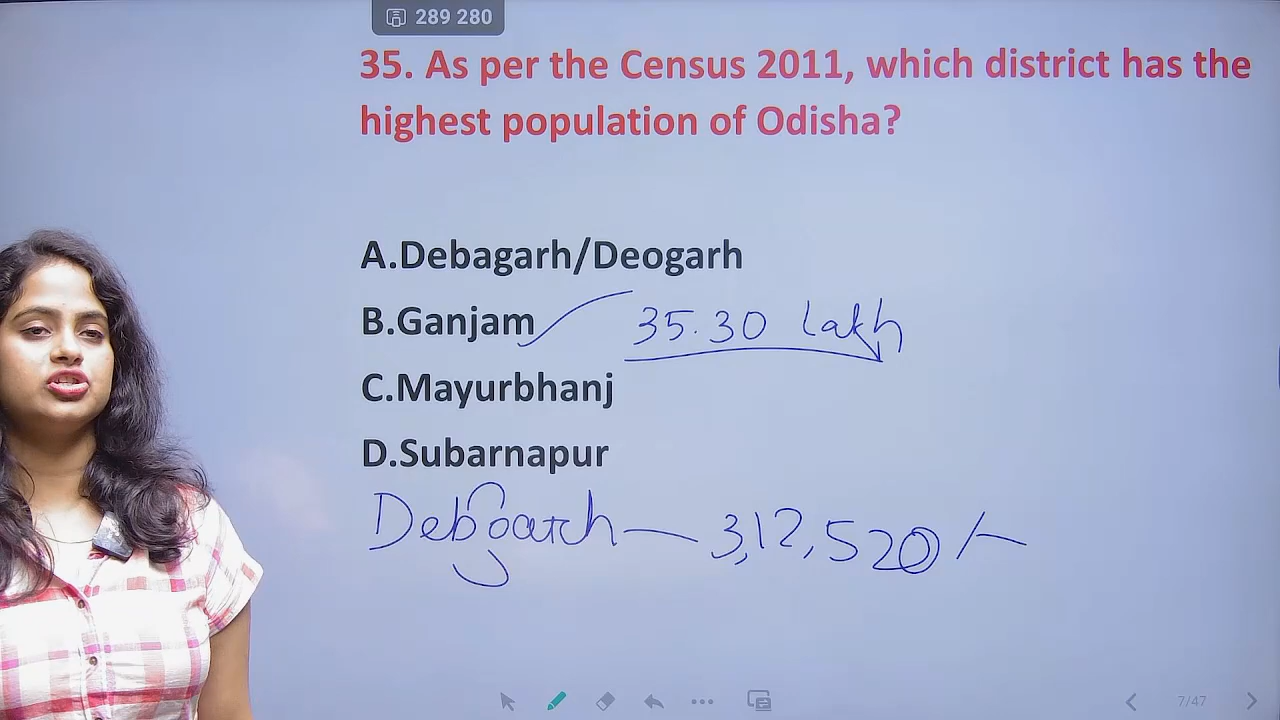 289 280
35. As per the Census 2011, which district has the
highest population of Odisha?
A.Debagarh/Deogarh
B.Ganjam 35.30 Lakh
C.Mayurbhanj
D.Subarnapur
Debgarh — 3,12,520/-
7/47